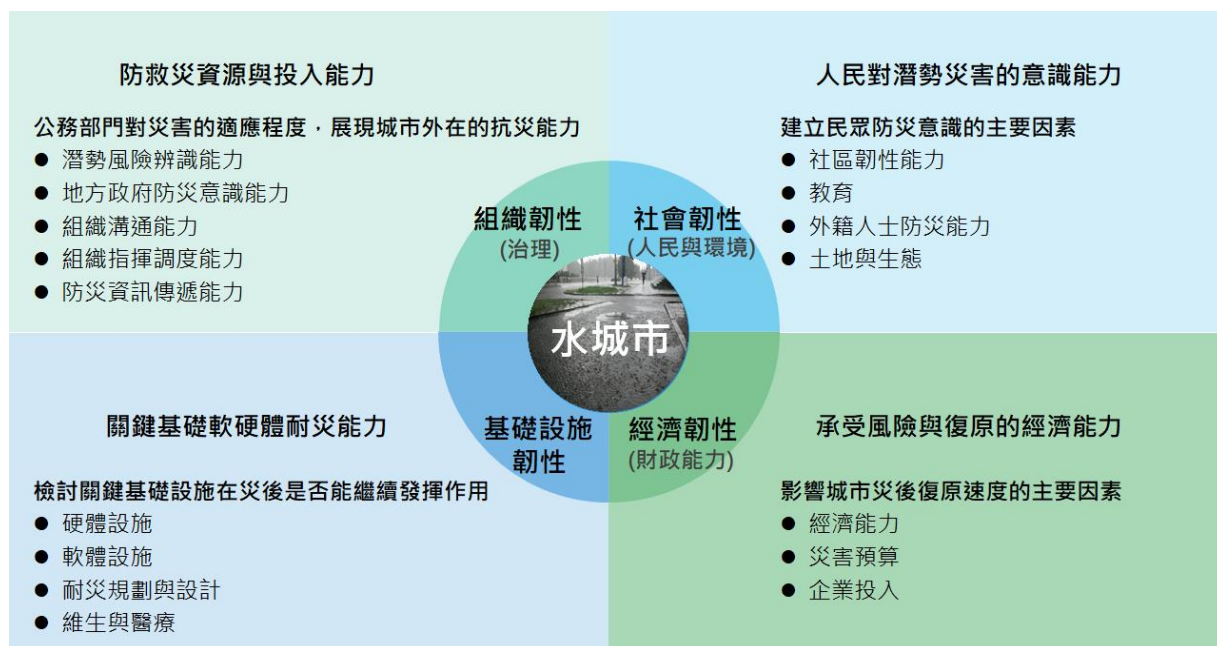 防救災資源與投入能力
公務部門對災害的適應程度，展現城市外在的抗災能力
● 潛勢風險辨識能力
● 地方政府防災意識能力
● 組織溝通能力
● 組織指揮調度能力
● 防災資訊傳遞能力
人民對潛勢災害的意識能力
建立民眾防災意識的主要因素
● 社區韌性能力
● 教育
● 外籍人士防災能力
● 土地與生態
組織韌性
(治理)
社會韌性
(人民與環境)
水城市
基礎設施
韌性
經濟韌性
(財政能力)
關鍵基礎軟硬體耐災能力
檢討關鍵基礎設施在災後是否能繼續發揮作用
● 硬體設施
● 軟體設施
● 耐災規劃與設計
● 維生與醫療
承受風險與復原的經濟能力
影響城市災後復原速度的主要因素
● 經濟能力
● 災害預算
● 企業投入